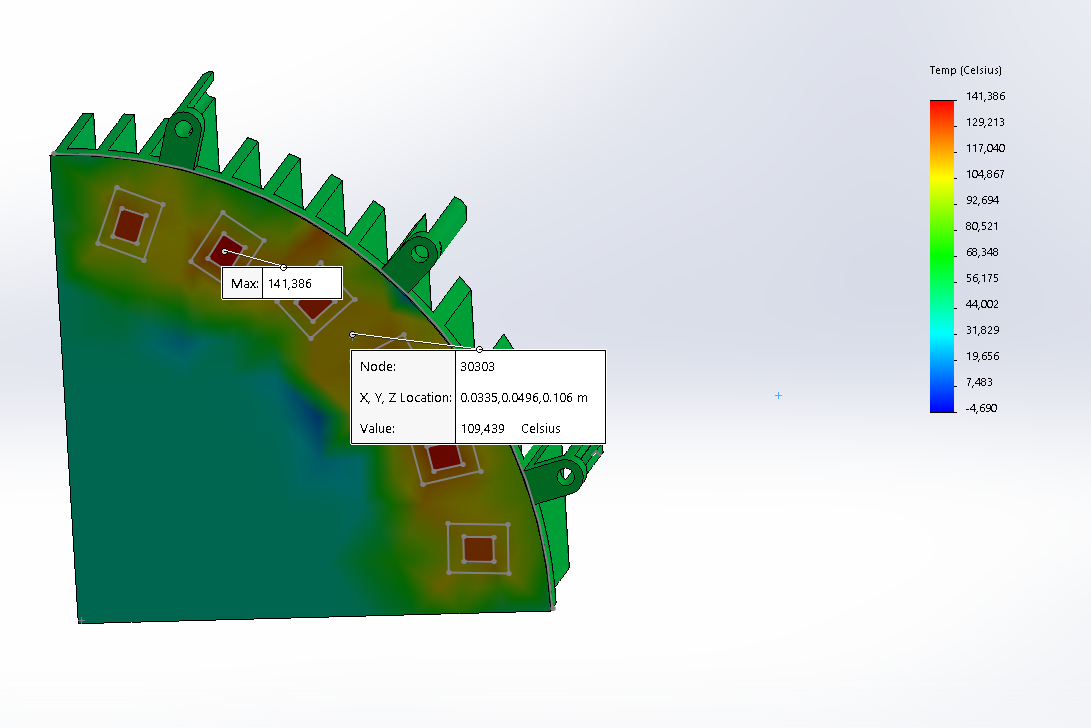 Temp (Celsius)
141,386
129,213
117,040
104,867
92,694
80,521
68,348
56,175
44,002
31,829
19,656
7,483
-4,690
Max: 141,386
Node: 30303
X, Y, Z Location: 0.0335,0.0496,0.106 m
Value: 109,439 Celsius